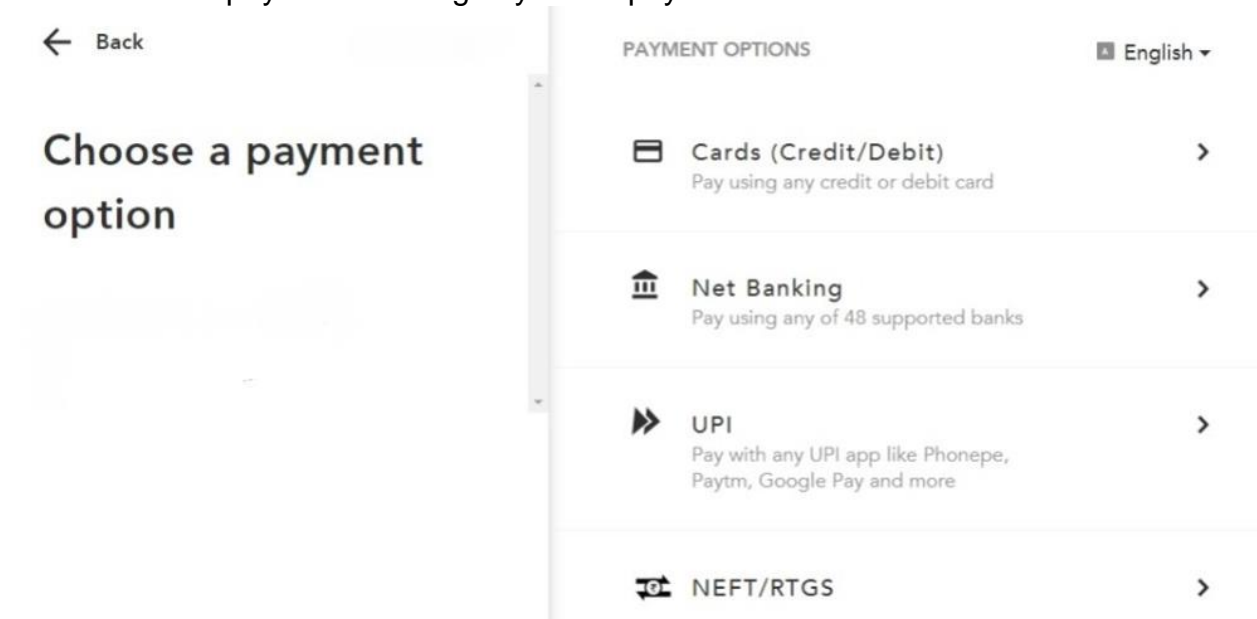 Back
Choose a payment
option
PAYMENT OPTIONS
English
Cards (Credit/Debit)
Pay using any credit or debit card
Net Banking
Pay using any of 48 supported banks
UPI
Pay with any UPI app like Phonepe,
Paytm, Google Pay and more
NEFT/RTGS